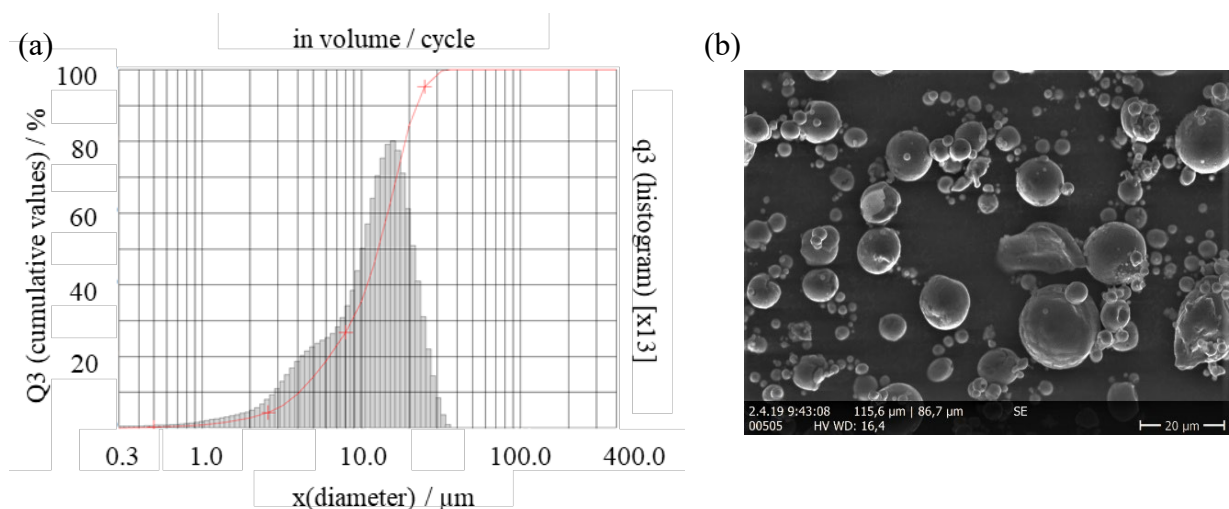 (a)
in volume / cycle
100
80
60
40
20
Q3 (cumulative values) / %
q3 (histogram) [x13]
0.3 1.0 10.0 100.0 400.0
x(diameter) / µm
(b)
2.4.19 9:43:08 115,6 µm | 86,7 µm SE
00505 HV WD: 16,4 20 µm